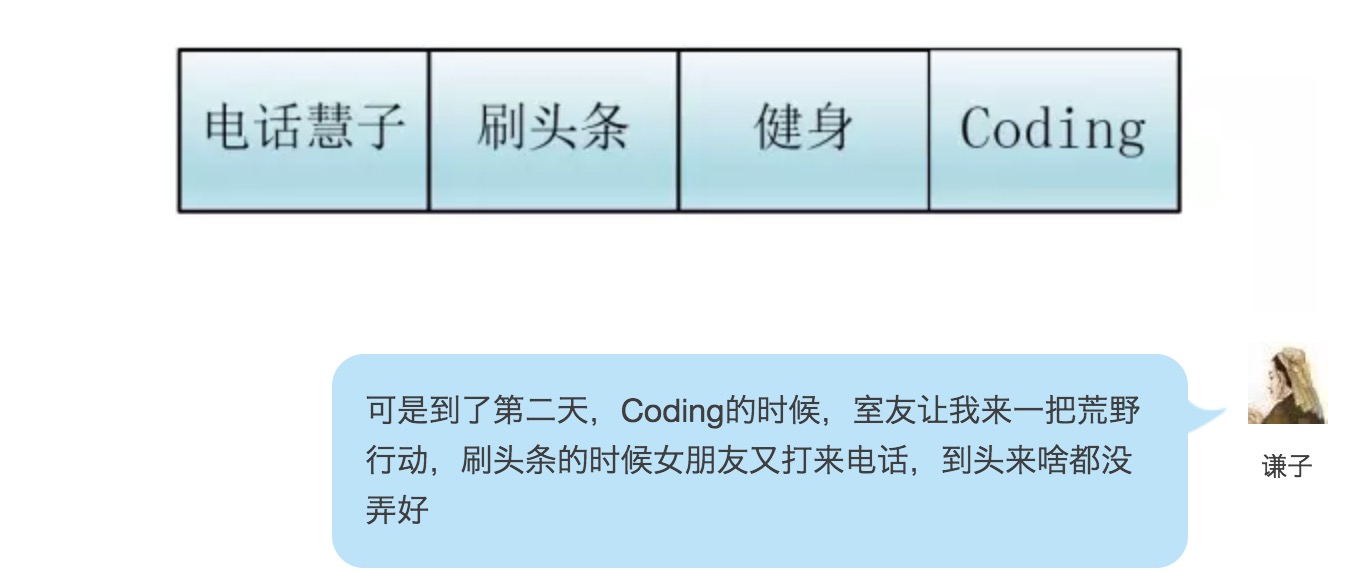 电话慧子 刷头条 健身 Coding
可是到了第二天，Coding的时候，室友让我来一把荒野
行动，刷头条的时候女朋友又打来电话，到头来啥都没
弄好
谦子